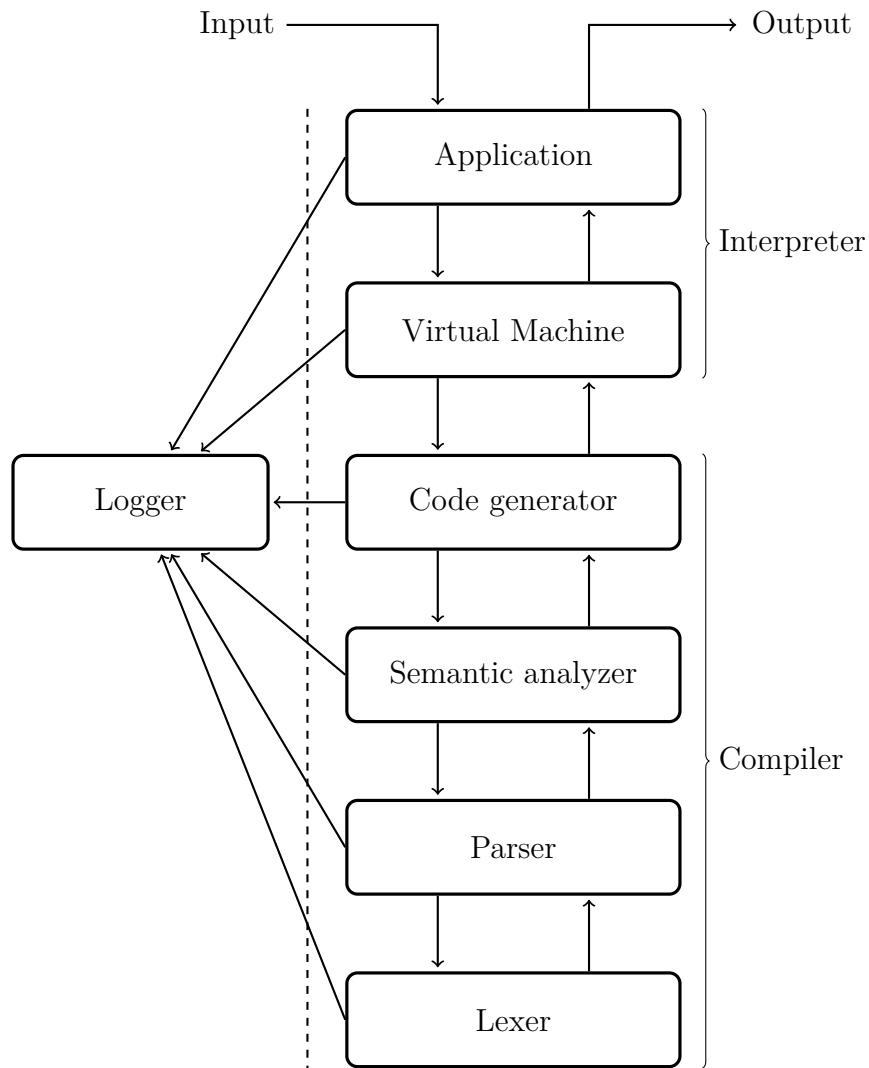 Input
Output
Application
Interpreter
Virtual Machine
Logger
Code generator
Semantic analyzer
Compiler
Parser
Lexer